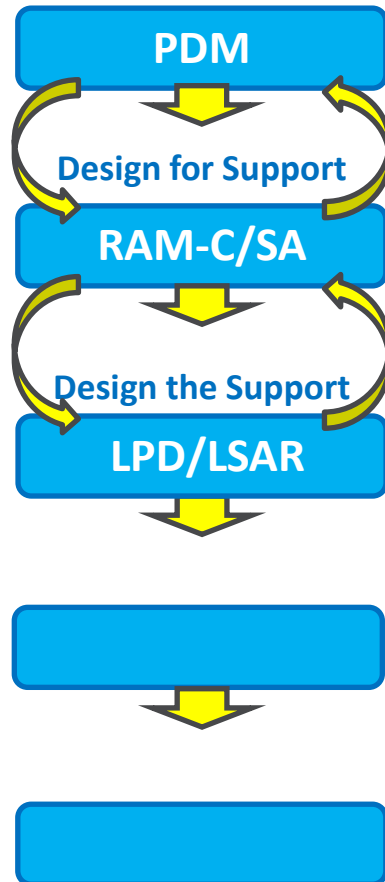 PDM
Design for Support
RAM-C/SA
Design the Support
LPD/LSAR